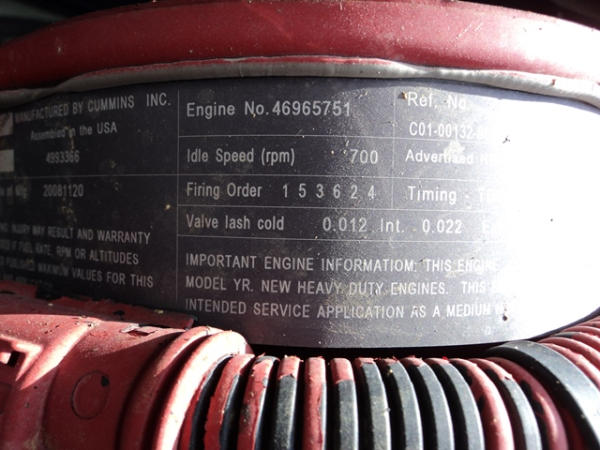 MANUFACTURED BY CUMMINS INC.
Assembled in the USA
4993366
of Mfg 20081120
INJURY MAY RESULT AND WARRANTY
IF FUEL RATE, RPM OR ALTITUDES
MAXIMUM VALUES FOR THIS
Engine No. 46965751
Idle Speed (rpm) 700
Firing Order 1 5 3 6 2 4
Valve lash cold 0.012 Int. 0.022
Ref. No.
C01-00132-
Advertised
Timing -
IMPORTANT ENGINE INFORMATION: THIS ENGINE
MODEL YR. NEW HEAVY DUTY ENGINES. THIS
INTENDED SERVICE APPLICATION AS A MEDIUM